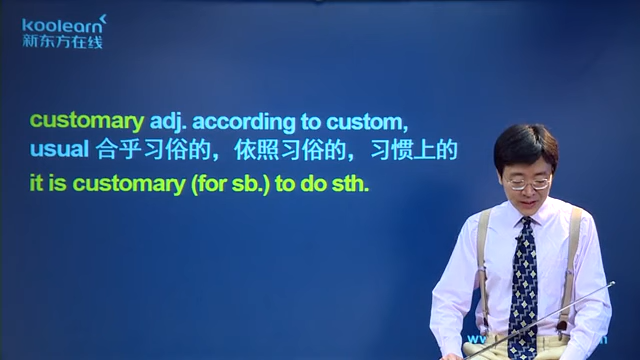 koolearn
新东方在线
customary adj. according to custom,
usual 合乎习俗的，依照习俗的，习惯上的
it is customary (for sb.) to do sth.